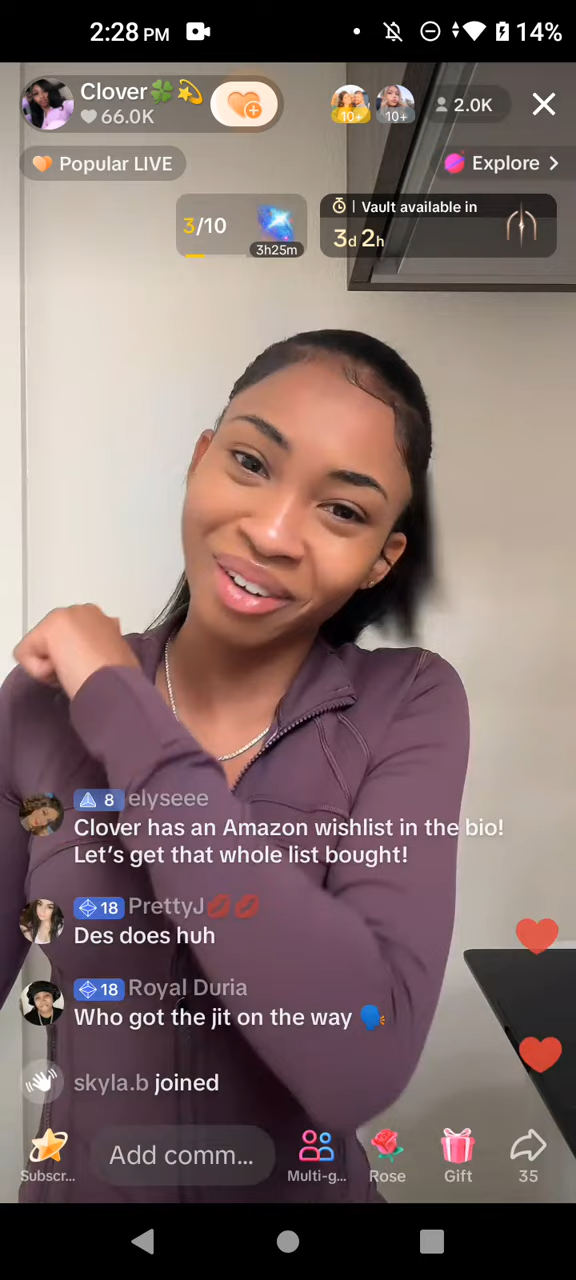 2:28 PM
14%
Clover🍀💫
66.0K
10+
10+
2.0K
Popular LIVE
Explore >
3/10
3h25m
Vault available in
3d 2h
8 elyseee
Clover has an Amazon wishlist in the bio!
Let's get that whole list bought!
18 PrettyJ💋💋
Des does huh
18 Royal Duria
Who got the jit on the way 🗣️
skyla.b joined
Add comm...
Subscr...
Multi-g...
Rose
Gift
35